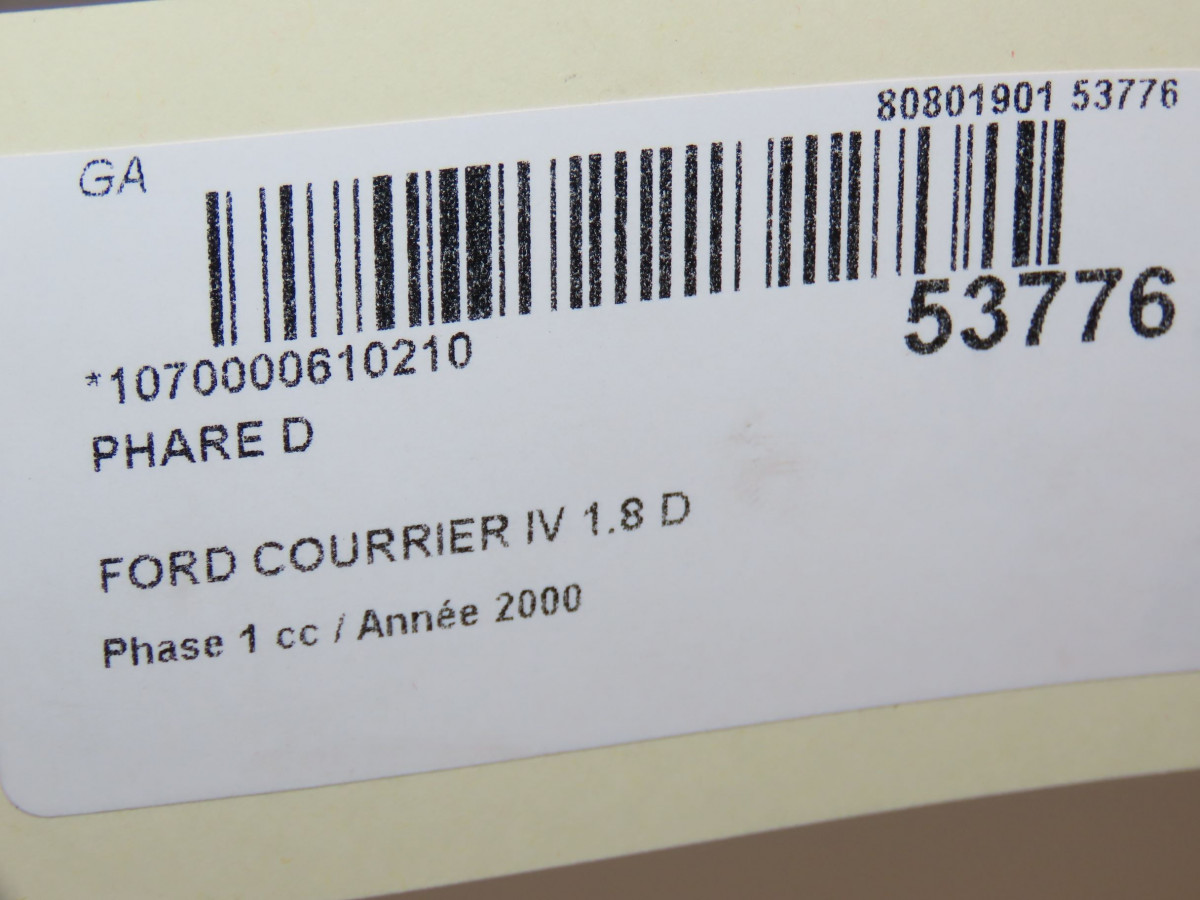 80801901 53776
GA
53776
*1070000610210
PHARE D
FORD COURRIER IV 1.8 D
Phase 1 cc / Année 2000